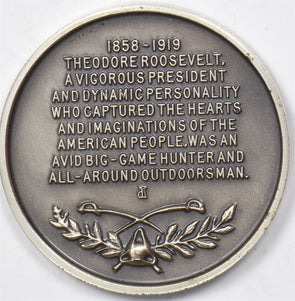 1858-1919
THEODORE ROOSEVELT,
A VIGOROUS PRESIDENT
AND DYNAMIC PERSONALITY
WHO CAPTURED THE HEARTS
AND IMAGINATIONS OF THE
AMERICAN PEOPLE, WAS AN
AVID BIG-GAME HUNTER AND
ALL-AROUND OUTDOORSMAN.